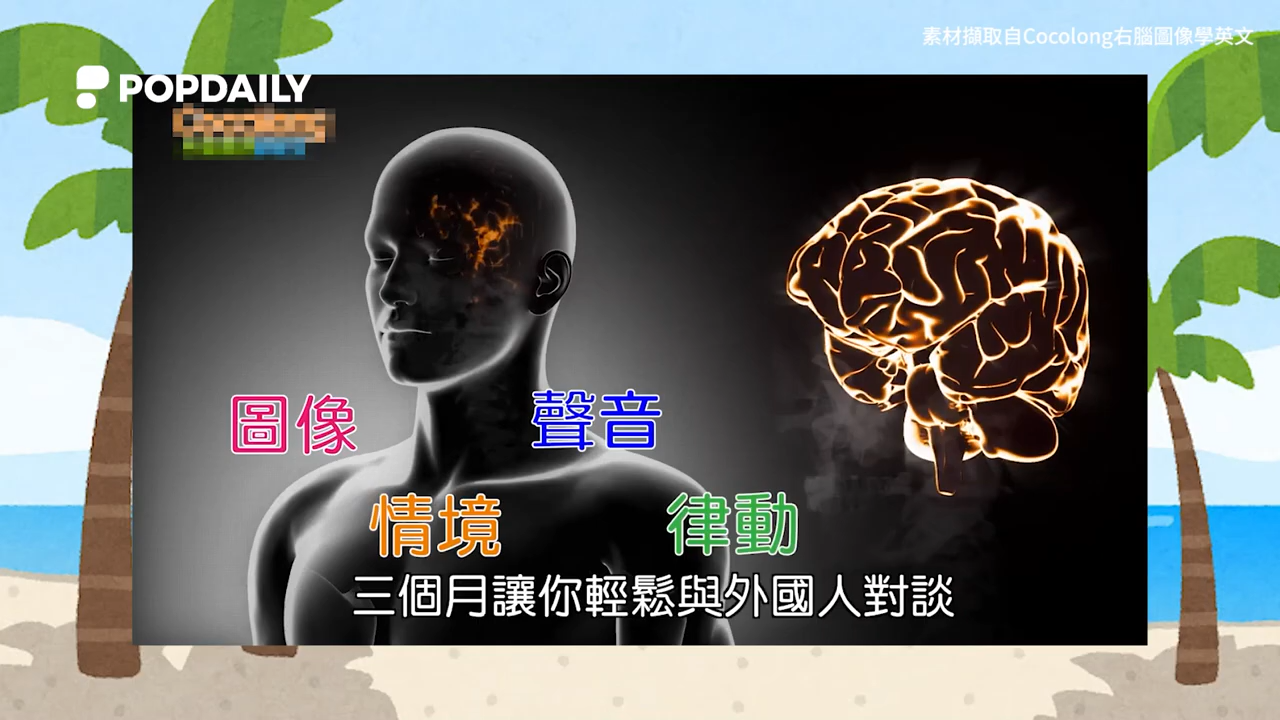 素材擷取自Cocolong右腦圖像學英文
POPDAILY
Cocolong
圖像
聲音
情境
律動
三個月讓你輕鬆與外國人對談